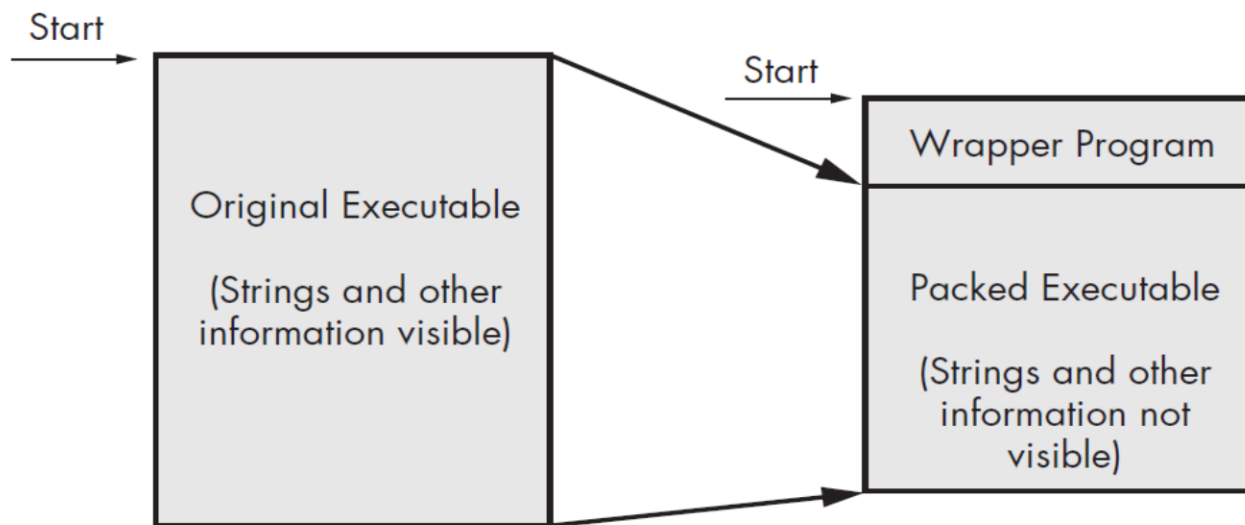 Start
Original Executable
(Strings and other
information visible)
Start
Wrapper Program
Packed Executable
(Strings and other
information not
visible)